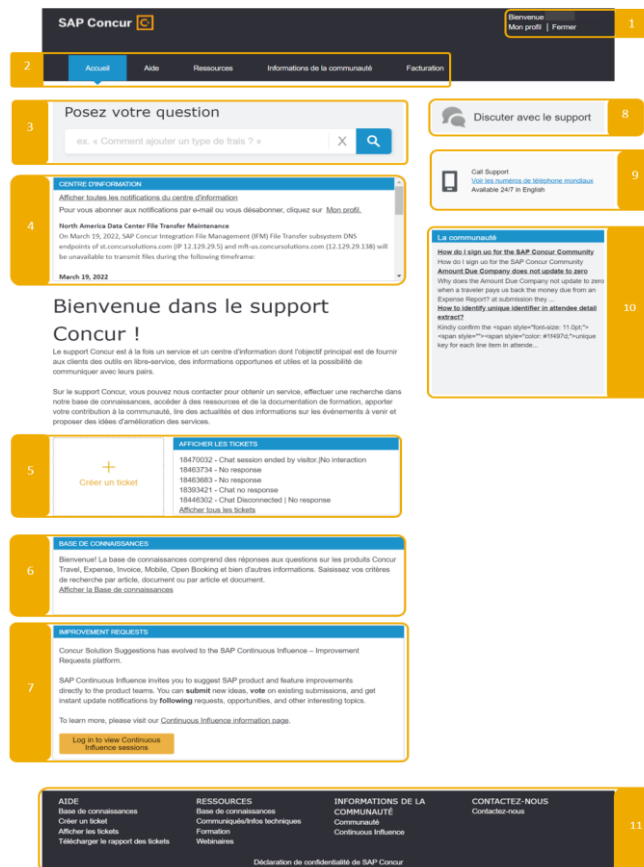 SAP Concur C
Bienvenue
Mon profil | Fermer
1
2
Accueil Aide Ressources Informations de la communauté Facturation
3
Posez votre question
ex. « Comment ajouter un type de frais ? »
X
8
Discuter avec le support
9
Call Support
Voir les numéros de téléphone mondiaux
Available 24/7 in English
4
CENTRE D'INFORMATION
Afficher toutes les notifications du centre d'information
Pour vous abonner aux notifications par e-mail ou vous désabonner, cliquez sur Mon profil.
North America Data Center File Transfer Maintenance
On March 19, 2022, SAP Concur Integration File Management (IFM) File Transfer subsystem DNS
endpoints of st.concursolutions.com (IP 12.129.29.5) and mft-us.concursolutions.com (12.129.29.138) will
be unavailable to transmit files during the following timeframe:
March 19, 2022
10
La communauté
How do I sign uo for the SAP Concur Community
How do I sign uo for the SAP Concur Community
Amount Due Company does not update to zero
Why does the Amount Due Company not update to zero
when a traveler pays us back the money due from an
Expense Report? at submission they ...
How to identify unique identifier in attendee detail
extract?
Kindly confirm the <span style="font-size: 11.0pt;">
<span style=""><span style="color: #1f497d;">unique
key for each line item In attende...
Bienvenue dans le support
Concur !
Le support Concur est à la fois un service et un centre d'information dont l'objectif principal est de fournir
aux clients des outils en libre-service, des informations opportunes et utiles et la possibilité de
communiquer avec leurs pairs.
Sur le support Concur, vous pouvez nous contacter pour obtenir un service, effectuer une recherche dans
notre base de connaissances, accéder à des ressources et de la documentation de formation, apporter
votre contribution à la communauté, lire des actualités et des informations sur les événements à venir et
proposer des idées d'amélioration des services.
5
Créer un ticket
AFFICHER LES TICKETS
18470032 - Chat session ended by visitor.|No interaction
18463734 - No response
18463683 - No response
18393421 - Chat no response
18446302 - Chat Disconnected | No response
Afficher tous les tickets
6
BASE DE CONNAISSANCES
Bienvenue! La base de connaissances comprend des réponses aux questions sur les produits Concur
Travel, Expense, Invoice, Mobile, Open Booking et bien d'autres informations. Saisissez vos critères
de recherche par article, document ou par article et document.
Afficher la Base de connaissances
7
IMPROVEMENT REQUESTS
Concur Solution Suggestions has evolved to the SAP Continuous Influence – Improvement
Requests platform.
SAP Continuous Influence invites you to suggest SAP product and feature improvements
directly to the product teams. You can submit new ideas, vote on existing submissions, and get
instant update notifications by following requests, opportunities, and other interesting topics.
To learn more, please visit our Continuous Influence information page.
Log in to view Continuous
Influence sessions
11
AIDE
Base de connaissances
Créer un ticket
Afficher les tickets
Télécharger le rapport des tickets
RESSOURCES
Base de connaissances
Communiqués/Infos techniques
Formation
Webinaires
INFORMATIONS DE LA
COMMUNAUTÉ
Communauté
Continuous Influence
CONTACTEZ-NOUS
Contactez-nous
Déclaration de confidentialité de SAP Concur